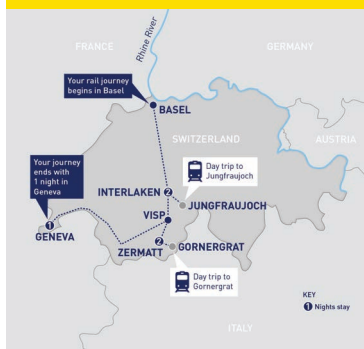 FRANCE
GERMANY
Rhine River
Your rail journey
begins in Basel
BASEL
SWITZERLAND
AUSTRIA
Your journey
ends with
1 night in
Geneva
Day trip to
Jungfraujoch
INTERLAKEN 2
JUNGFRAUJOCH
VISP
1
GENEVA
2
ZERMATT
GORNERGRAT
Day trip to
Gornergrat
KEY
1 Nights stay
ITALY